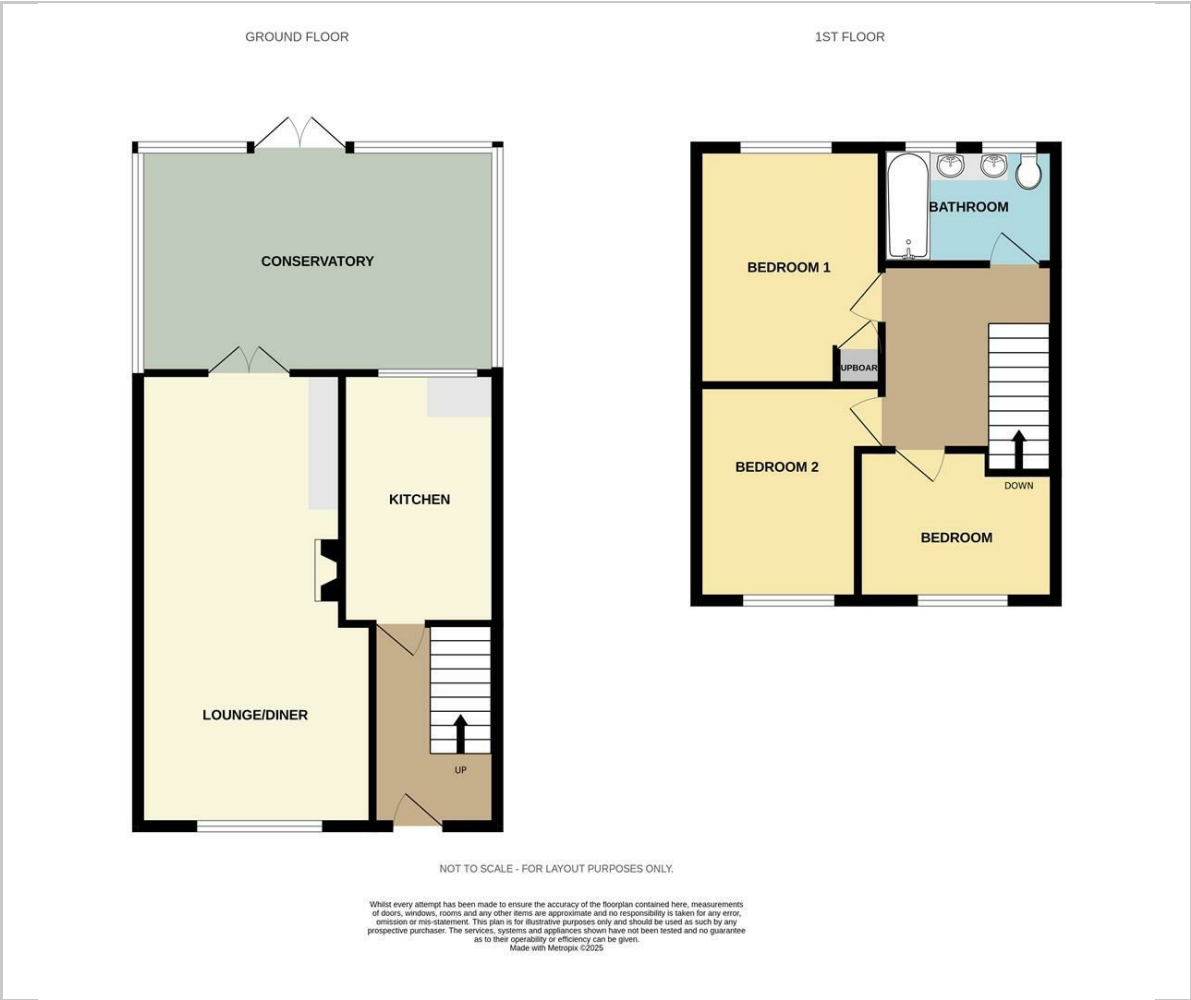 GROUND FLOOR
1ST FLOOR
CONSERVATORY
KITCHEN
LOUNGE/DINER
UP
BATHROOM
BEDROOM 1
UPBOAR
BEDROOM 2
DOWN
BEDROOM
NOT TO SCALE - FOR LAYOUT PURPOSES ONLY.
Whilst every attempt has been made to ensure the accuracy of the floorplan contained here, measurements
of doors, windows, rooms and any other items are approximate and no responsibility is taken for any error,
omission or mis-statement. This plan is for illustrative purposes only and should be used as such by any
prospective purchaser. The services, systems and appliances shown have not been tested and no guarantee
as to their operability or efficiency can be given.
Made with Metropix ©2025